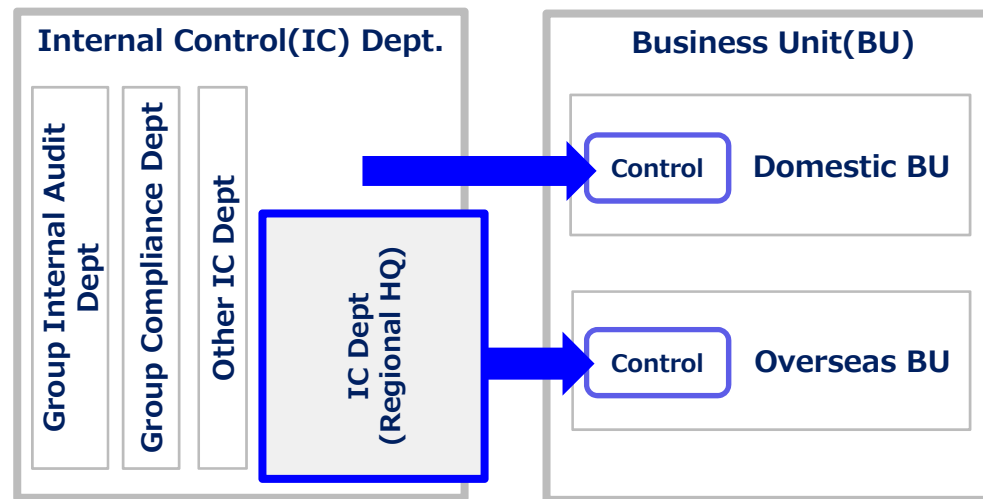 Internal Control(IC) Dept.
Group Internal Audit
Dept
Group Compliance Dept
Other IC Dept
IC Dept
(Regional HQ)
Business Unit(BU)
Control
Domestic BU
Control
Overseas BU